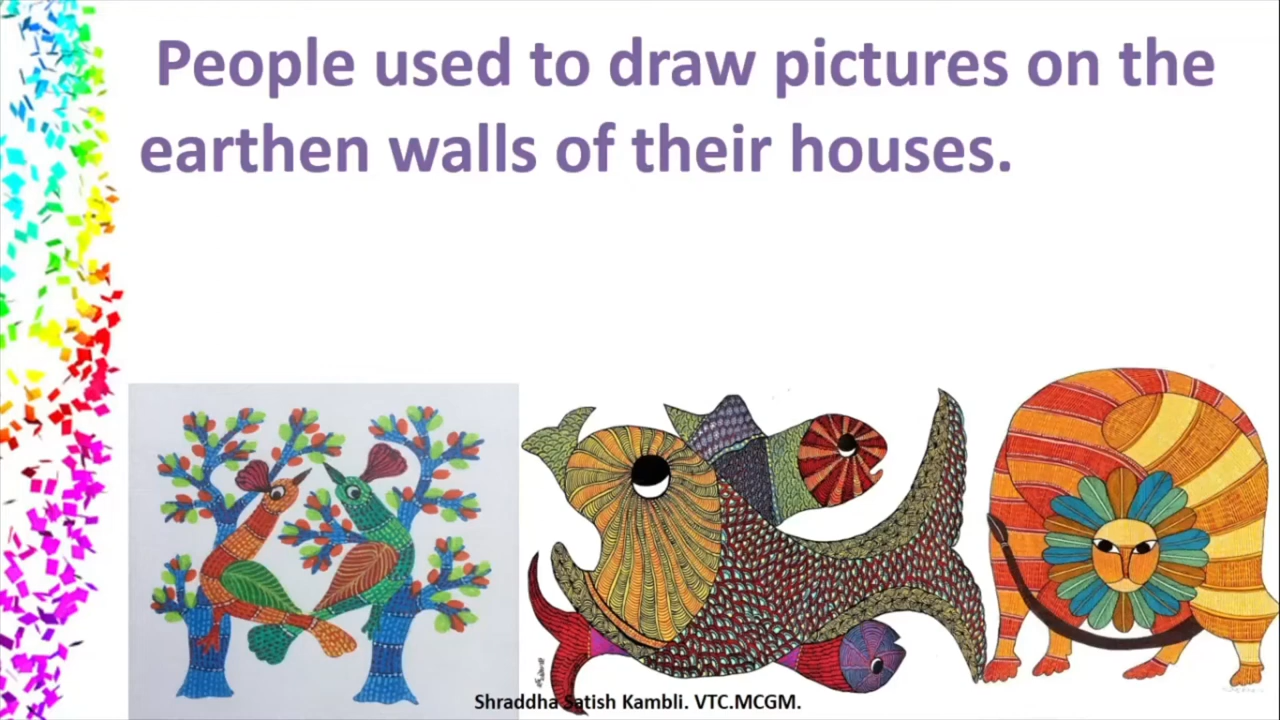 People used to draw pictures on the
earthen walls of their houses.
Shraddha Satish Kambli. VTC.MCGM.